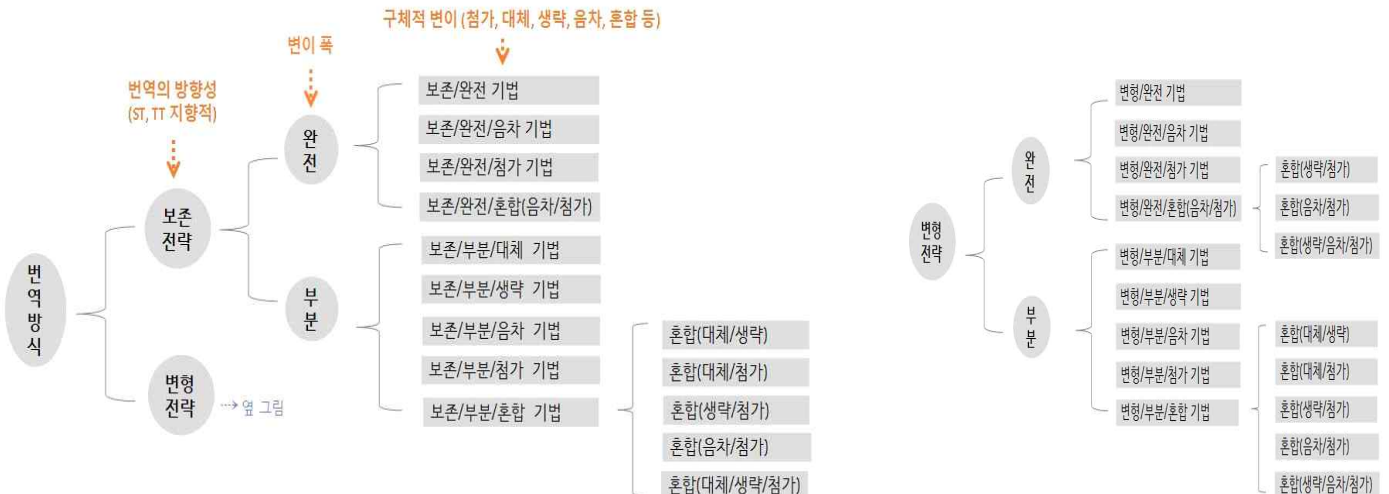 구체적 변이 (첨가, 대체, 생략, 음차, 혼합 등)
변이 폭
번역의 방향성
(ST, TT 지향적)
번
역
방
식
보존
전략
변형
전략
옆 그림
완
전
부
분
보존/완전 기법
보존/완전/음차 기법
보존/완전/첨가 기법
보존/완전/혼합(음차/첨가)
보존/부분/대체 기법
보존/부분/생략 기법
보존/부분/음차 기법
보존/부분/첨가 기법
보존/부분/혼합 기법
혼합(대체/생략)
혼합(대체/첨가)
혼합(생략/첨가)
혼합(음차/첨가)
혼합(대체/생략/첨가)
변형
전략
완
전
부
분
변형/완전 기법
변형/완전/음차 기법
변형/완전/첨가 기법
변형/완전/혼합(음차/첨가)
혼합(생략/첨가)
혼합(음차/첨가)
혼합(생략/음차/첨가)
변형/부분/대체 기법
변형/부분/생략 기법
변형/부분/음차 기법
변형/부분/첨가 기법
변형/부분/혼합 기법
혼합(대체/생략)
혼합(대체/첨가)
혼합(생략/첨가)
혼합(음차/첨가)
혼합(생략/음차/첨가)